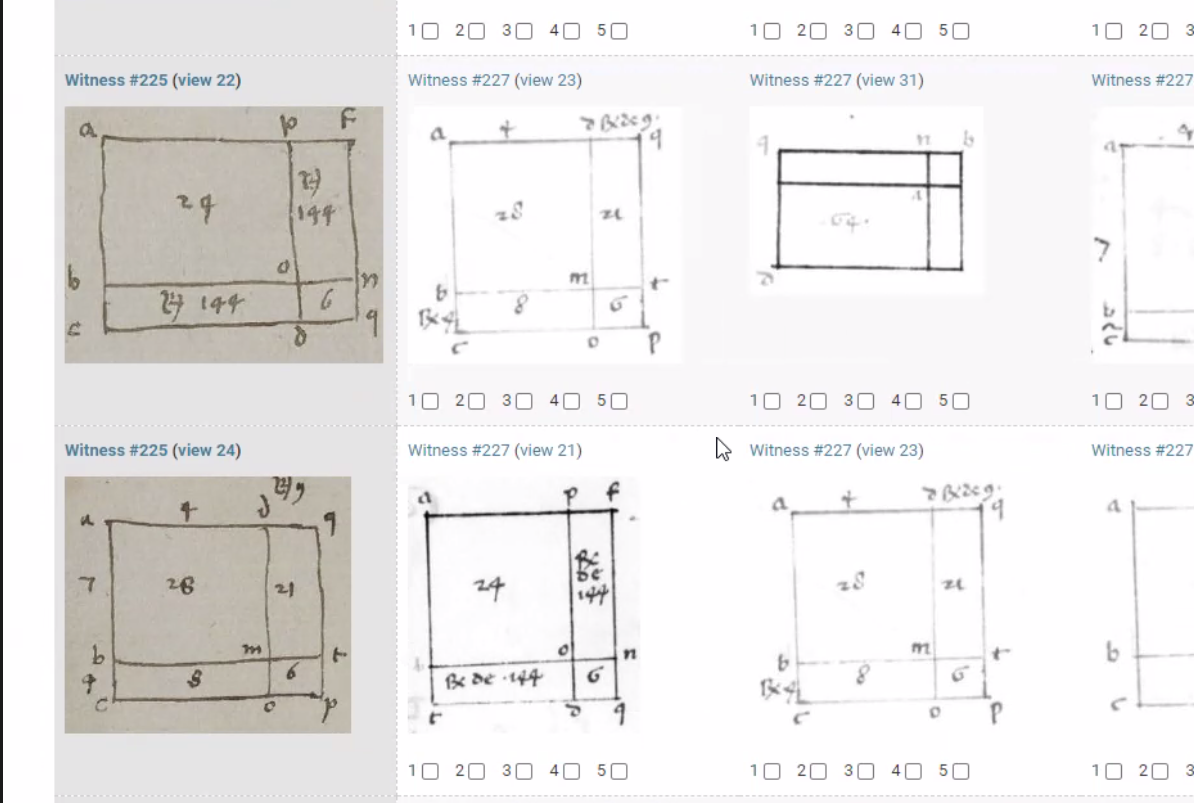 1 2 3 4 5
1 2 3 4 5
1 2 3
Witness #225 (view 22)
Witness #227 (view 23)
Witness #227 (view 31)
Witness #227
a p F
24
144
b o n
144 6
c d q
a 4 q
28 21
b m t
8 6
c o p
q n b
64
a
7
b
c
1 2 3 4 5
1 2 3 4 5
1 2 3
Witness #225 (view 24)
Witness #227 (view 21)
Witness #227 (view 23)
Witness #227
a 4 d q
7 28 21
b m t
4 8 6
c o p
a p f
24
144
o n
144 6
c d q
a 4 q
28 21
b m t
8 6
c o p
a
b
c
1 2 3 4 5
1 2 3 4 5
1 2 3